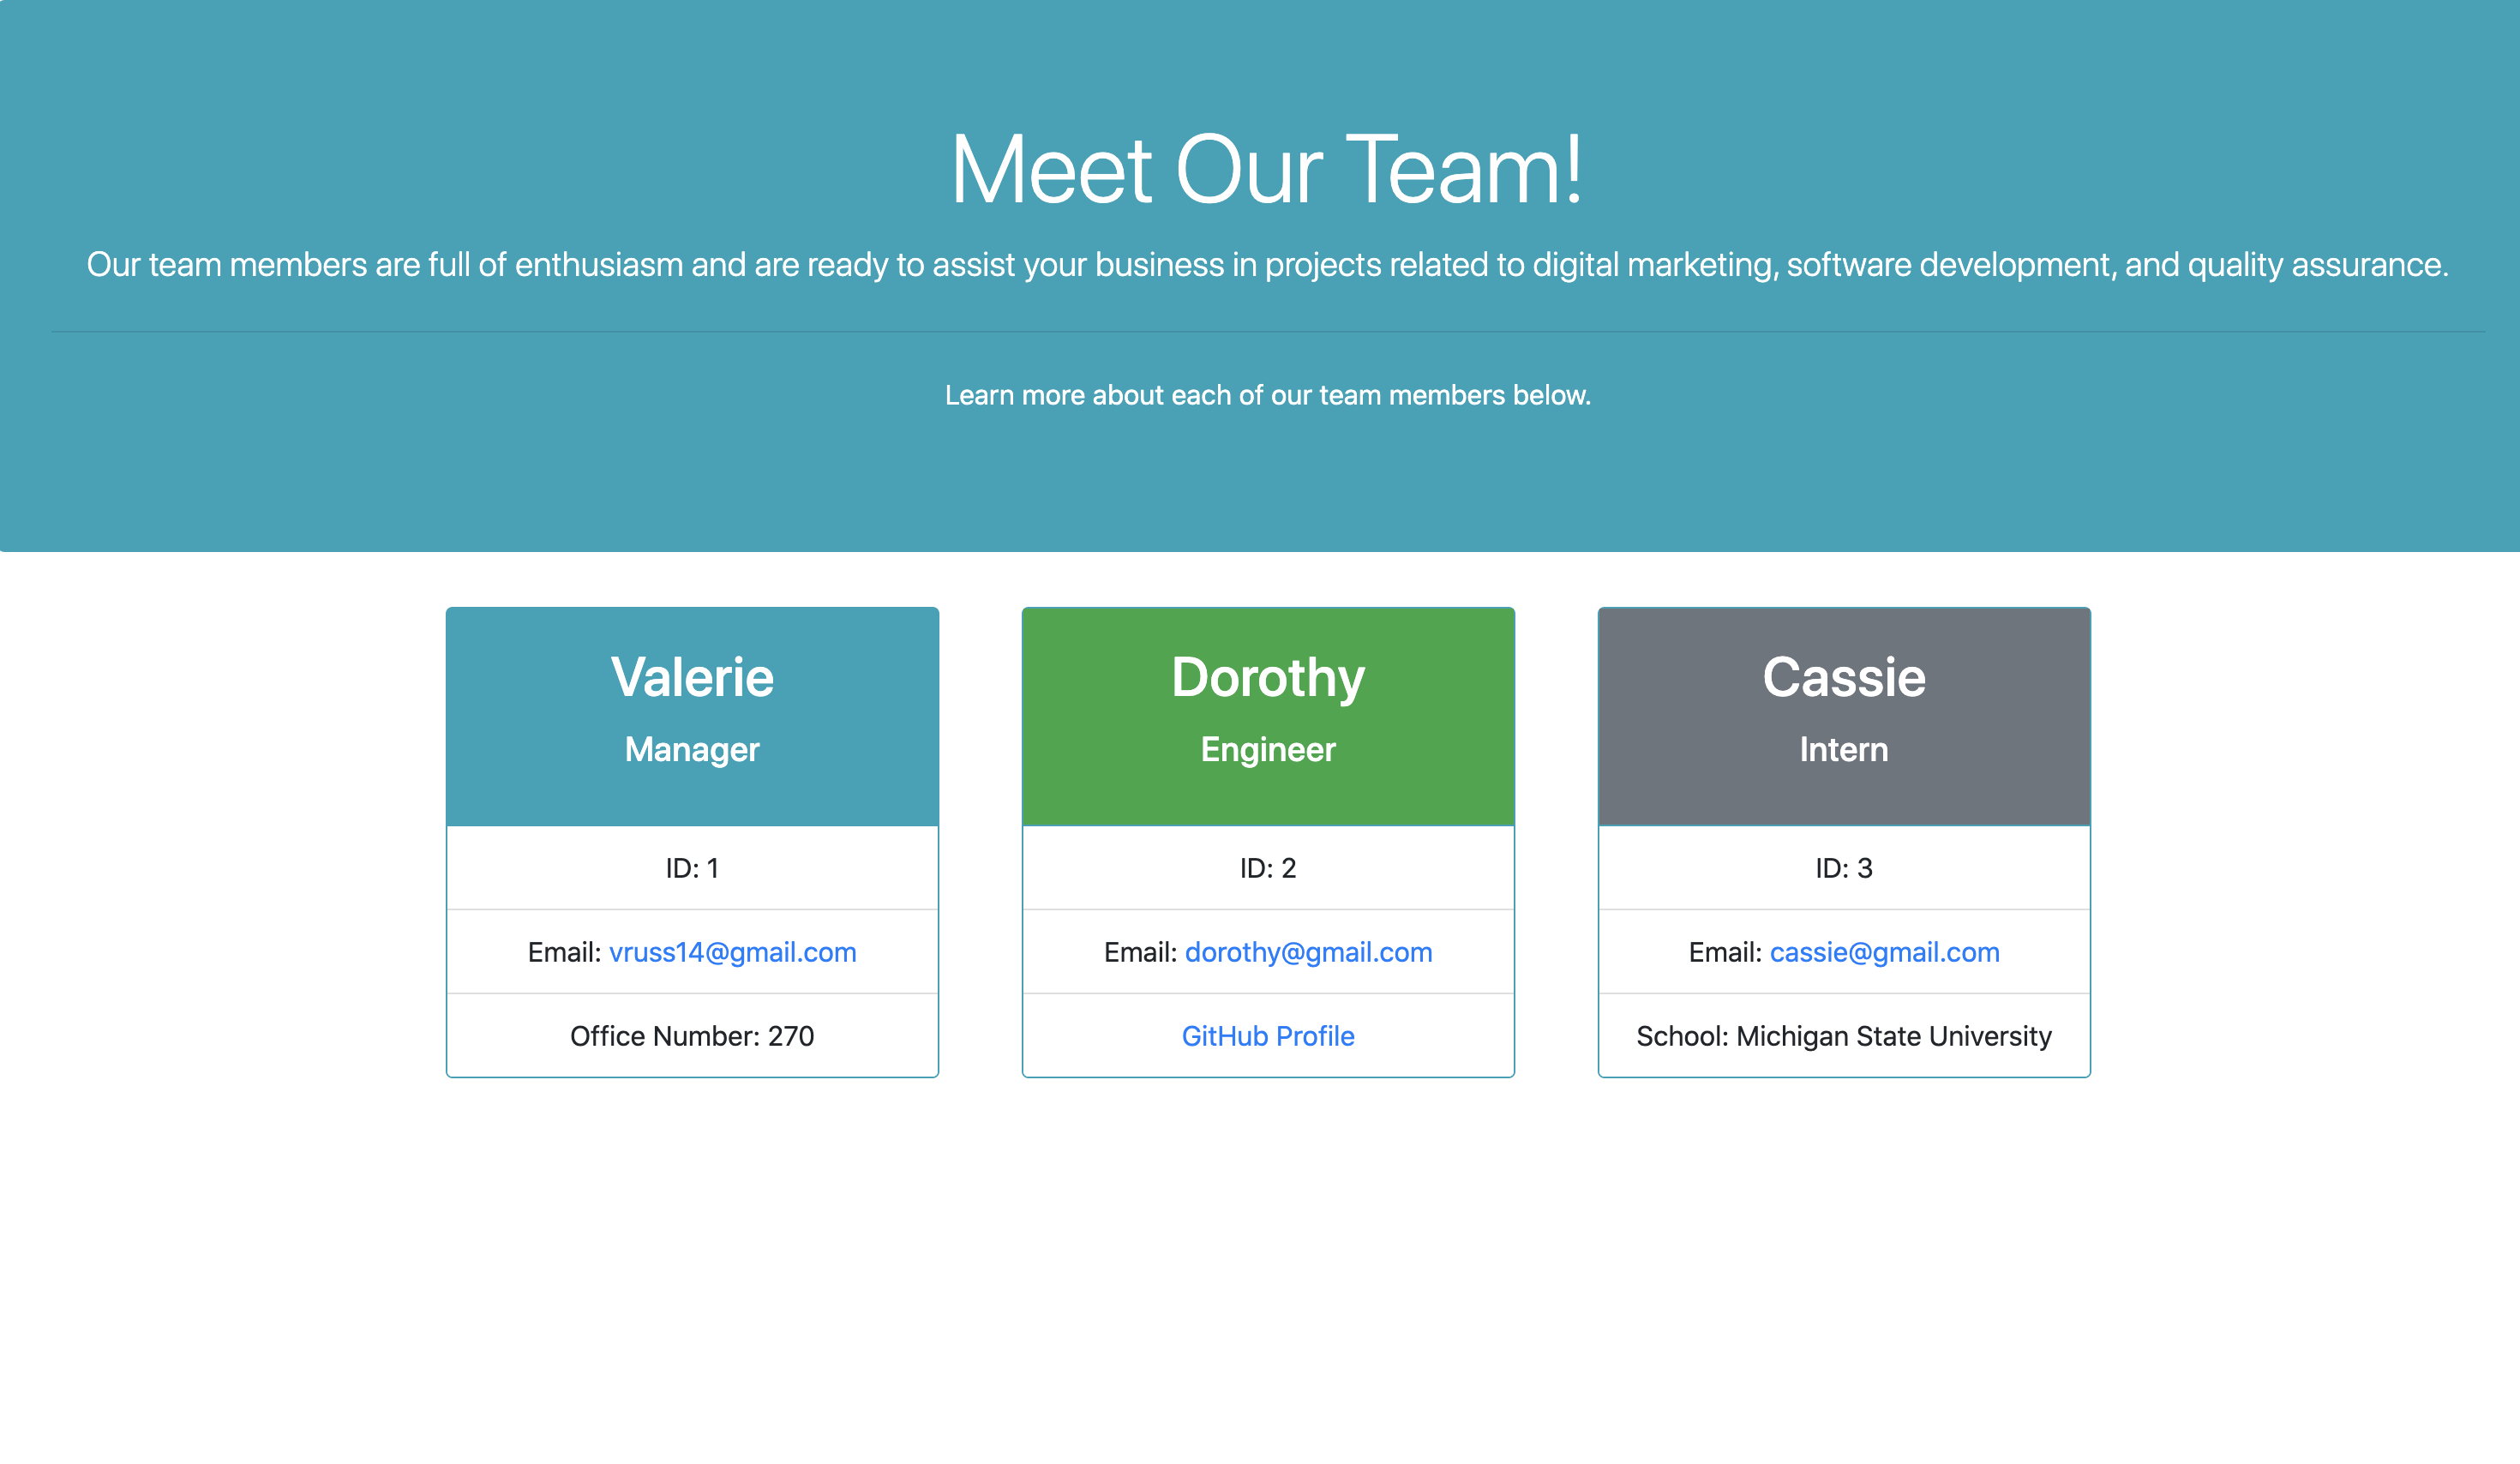 Meet Our Team!
Our team members are full of enthusiasm and are ready to assist your business in projects related to digital marketing, software development, and quality assurance.
Learn more about each of our team members below.
Valerie
Manager
ID: 1
Email: vruss14@gmail.com
Office Number: 270
Dorothy
Engineer
ID: 2
Email: dorothy@gmail.com
GitHub Profile
Cassie
Intern
ID: 3
Email: cassie@gmail.com
School: Michigan State University